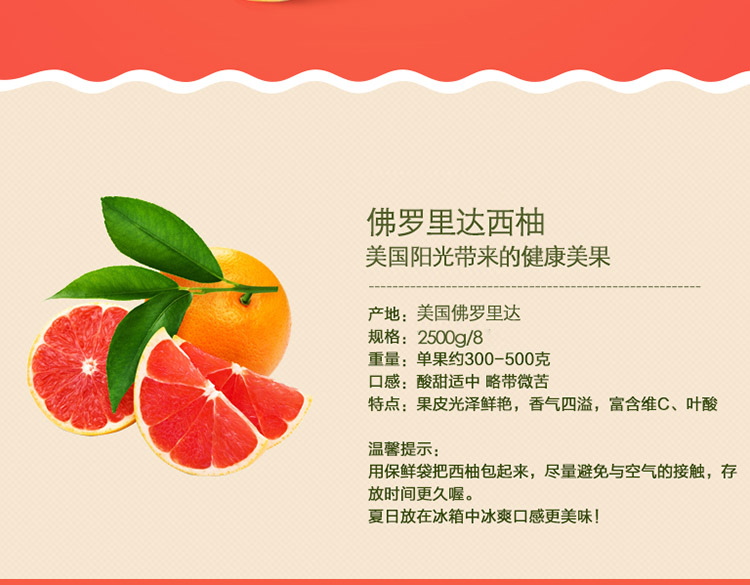 佛罗里达西柚
美国阳光带来的健康美果
产地：美国佛罗里达
规格：2500g/8
重量：单果约300-500克
口感：酸甜适中 略带微苦
特点：果皮光泽鲜艳，香气四溢，富含维C、叶酸
温馨提示：
用保鲜袋把西柚包起来，尽量避免与空气的接触，存
放时间更久喔。
夏日放在冰箱中冰爽口感更美味！